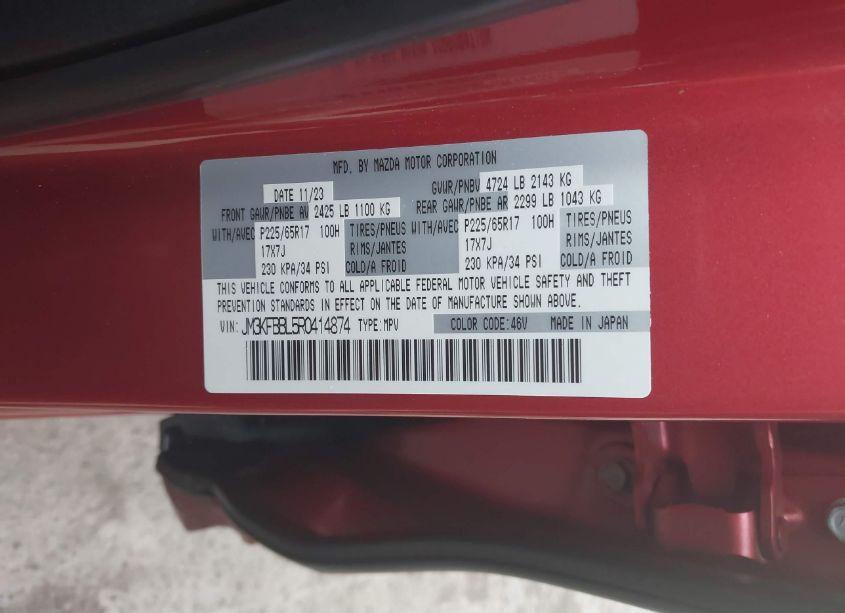 MFD. BY MAZDA MOTOR CORPORATION
DATE 11/23 GVWR/PNBV 4724 LB 2143 KG
FRONT GAWR/PNBE AV 2425 LB 1100 KG REAR GAWR/PNBE AR 2299 LB 1043 KG
WITH/AVEC P225/65R17 100H TIRES/PNEUS WITH/AVEC P225/65R17 100H TIRES/PNEUS
17X7J RIMS/JANTES 17X7J RIMS/JANTES
230 KPA/34 PSI COLD/A FROID 230 KPA/34 PSI COLD/A FROID
THIS VEHICLE CONFORMS TO ALL APPLICABLE FEDERAL MOTOR VEHICLE SAFETY AND THEFT
PREVENTION STANDARDS IN EFFECT ON THE DATE OF MANUFACTURE SHOWN ABOVE.
VIN: JM3KFBBL5R0414874 TYPE:MPV COLOR CODE:46V MADE IN JAPAN